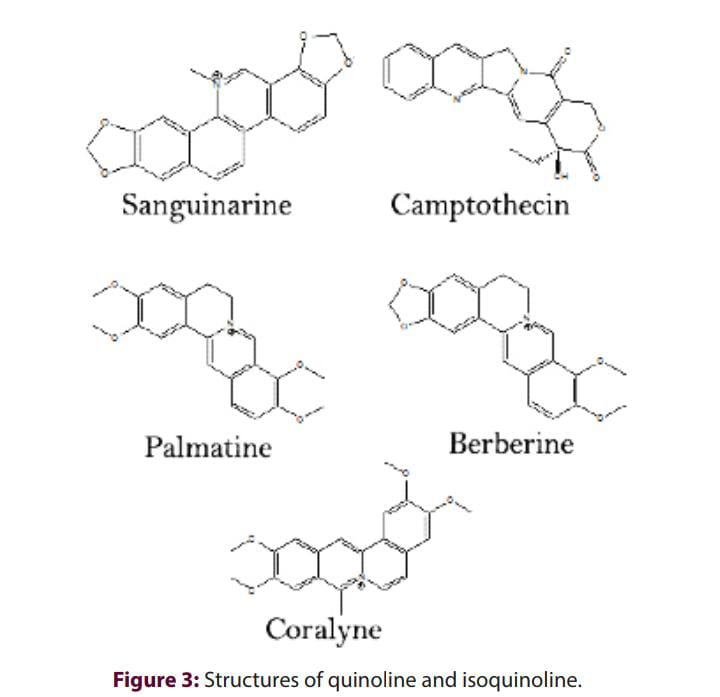 Sanguinarine
Camptothecin
Palmatine
Berberine
Coralyne
Figure 3: Structures of quinoline and isoquinoline.